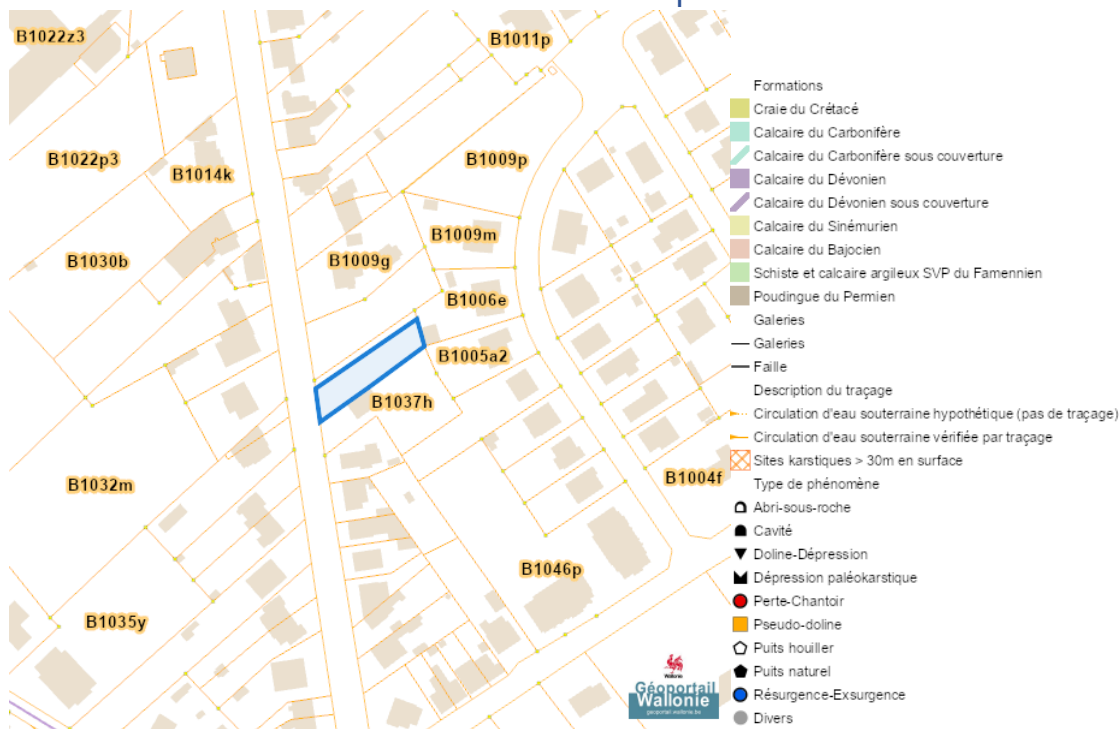 B1022z3
B1011p
B1022p3
B1014k
B1009p
B1009m
B1030b
B1009g
B1006e
B1005a2
B1037h
B1032m
B1004f
B1046p
B1035y
Wallonie
Géoportail
Wallonie
geoportail.wallonie.be
Formations
Craie du Crétacé
Calcaire du Carbonifère
Calcaire du Carbonifère sous couverture
Calcaire du Dévonien
Calcaire du Dévonien sous couverture
Calcaire du Sinémurien
Calcaire du Bajocien
Schiste et calcaire argileux SVP du Famennien
Poudingue du Permien
Galeries
Galeries
Faille
Description du traçage
Circulation d'eau souterraine hypothétique (pas de traçage)
Circulation d'eau souterraine vérifiée par traçage
Sites karstiques > 30m en surface
Type de phénomène
Abri-sous-roche
Cavité
Doline-Dépression
Dépression paléokarstique
Perte-Chantoir
Pseudo-doline
Puits houiller
Puits naturel
Résurgence-Exsurgence
Divers